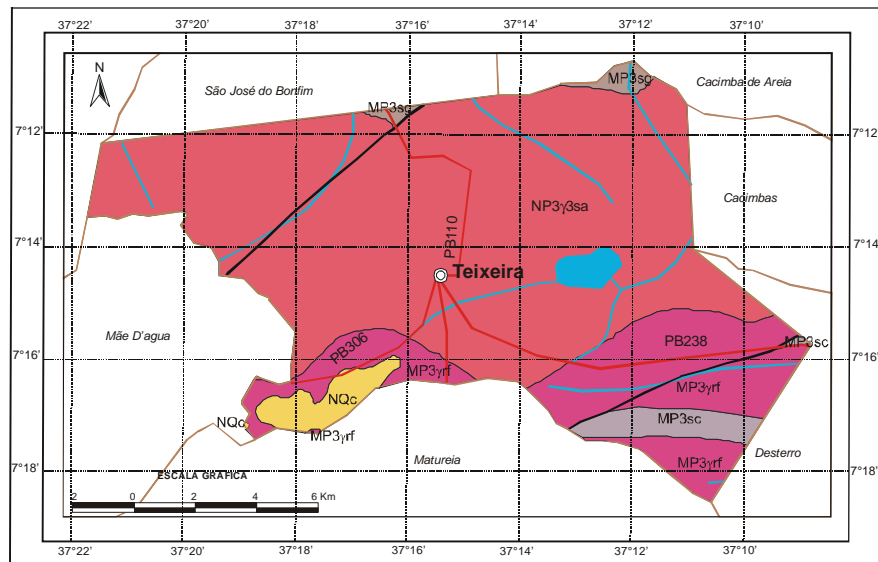 37°22' 37°20' 37°18' 37°16' 37°14' 37°12' 37°10'
N
São José do Bonfim
MP3sg
Cacimba de Areia
MP3sg
7°12' 7°12'
NP3γ3sa
Cacimbas
PB110
7°14' 7°14'
Teixeira
Mãe D'agua
PB306
PB238
MP3sc
7°16' 7°16'
MP3γrf
MP3γrf
NQc
NQc
MP3sc
MP3γrf
Matureia
Desterro
MP3γrf
7°18' 7°18'
ESCALA GRÁFICA
2 0 2 4 6 Km
37°22' 37°20' 37°18' 37°16' 37°14' 37°12' 37°10'